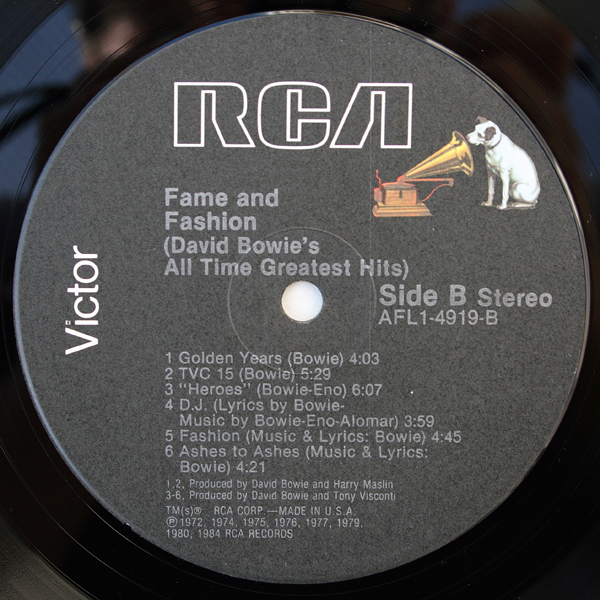 RCA
Fame and
Fashion
(David Bowie's
All Time Greatest Hits)
Victor
Side B Stereo
AFL1-4919-B
1 Golden Years (Bowie) 4:03
2 TVC 15 (Bowie) 5:29
3 "Heroes" (Bowie-Eno) 6:07
4 D.J. (Lyrics by Bowie-
Music by Bowie-Eno-Alomar) 3:59
5 Fashion (Music & Lyrics: Bowie) 4:45
6 Ashes to Ashes (Music & Lyrics:
Bowie) 4:21
1,2, Produced by David Bowie and Harry Maslin
3-6, Produced by David Bowie and Tony Visconti
TM(s)® RCA CORP.—MADE IN U.S.A.
℗1972, 1974, 1975, 1976, 1977, 1979,
1980, 1984 RCA RECORDS